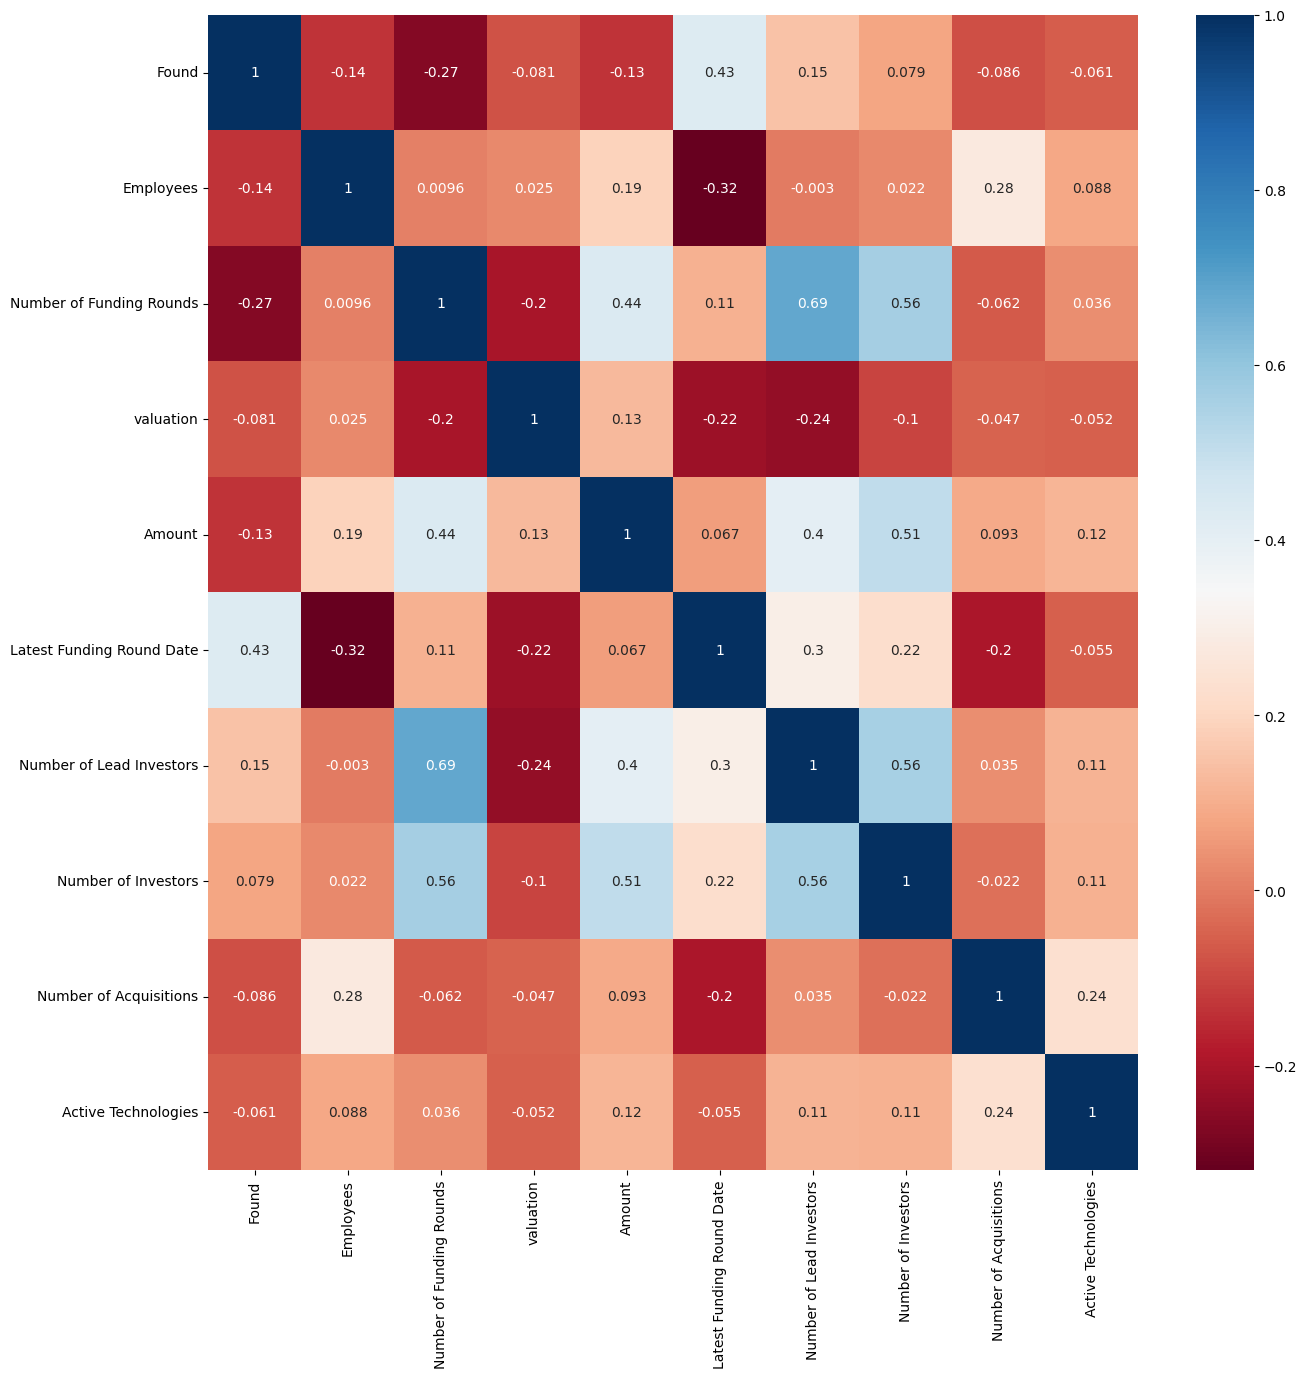 Found 1 -0.14 -0.27 -0.081 -0.13 0.43 0.15 0.079 -0.086 -0.061
Employees -0.14 1 0.0096 0.025 0.19 -0.32 -0.003 0.022 0.28 0.088
Number of Funding Rounds -0.27 0.0096 1 -0.2 0.44 0.11 0.69 0.56 -0.062 0.036
valuation -0.081 0.025 -0.2 1 0.13 -0.22 -0.24 -0.1 -0.047 -0.052
Amount -0.13 0.19 0.44 0.13 1 0.067 0.4 0.51 0.093 0.12
Latest Funding Round Date 0.43 -0.32 0.11 -0.22 0.067 1 0.3 0.22 -0.2 -0.055
Number of Lead Investors 0.15 -0.003 0.69 -0.24 0.4 0.3 1 0.56 0.035 0.11
Number of Investors 0.079 0.022 0.56 -0.1 0.51 0.22 0.56 1 -0.022 0.11
Number of Acquisitions -0.086 0.28 -0.062 -0.047 0.093 -0.2 0.035 -0.022 1 0.24
Active Technologies -0.061 0.088 0.036 -0.052 0.12 -0.055 0.11 0.11 0.24 1
Found
Employees
Number of Funding Rounds
valuation
Amount
Latest Funding Round Date
Number of Lead Investors
Number of Investors
Number of Acquisitions
Active Technologies
1.0
0.8
0.6
0.4
0.2
0.0
−0.2